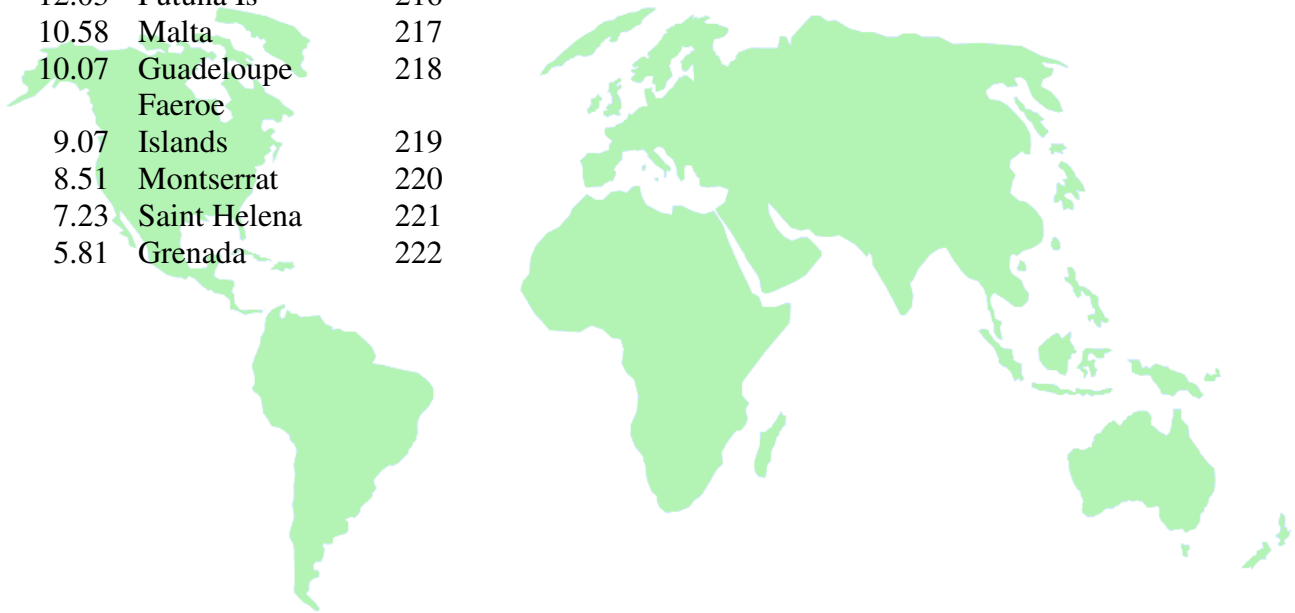 10.58 Malta 217
10.07 Guadeloupe 218
Faeroe
9.07 Islands 219
8.51 Montserrat 220
7.23 Saint Helena 221
5.81 Grenada 222